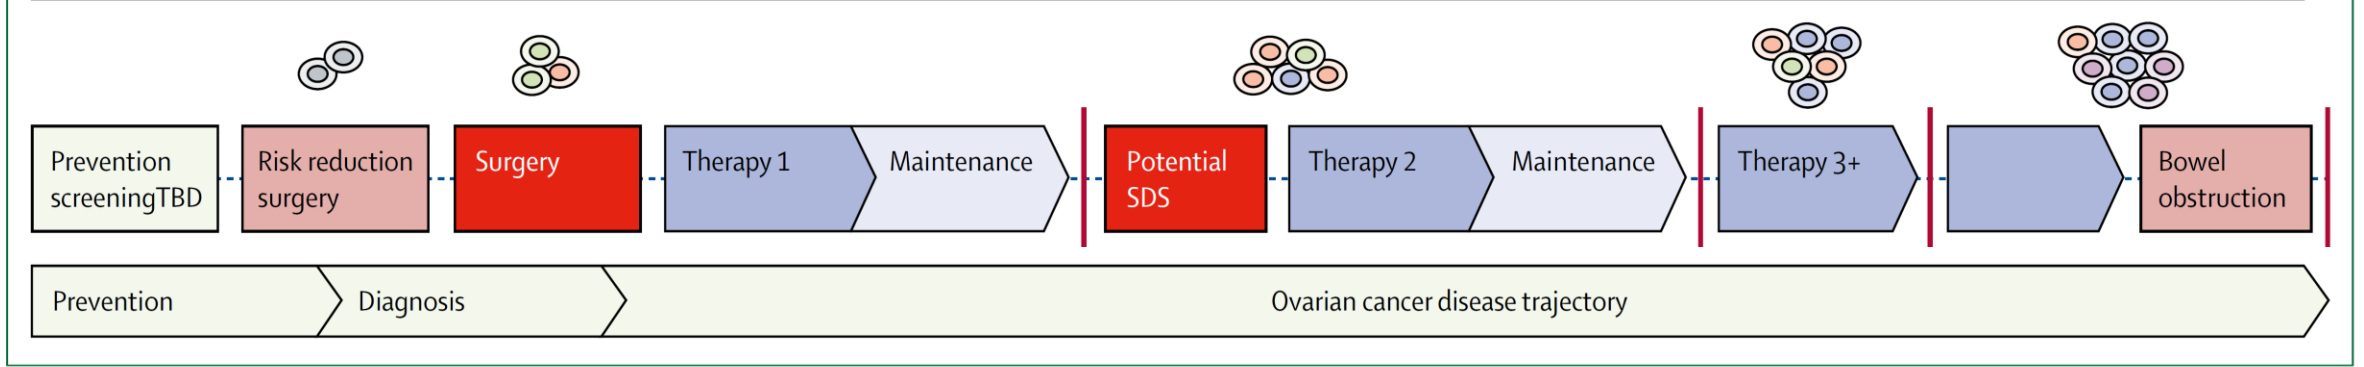 Prevention
screeningTBD
Risk reduction
surgery
Surgery
Therapy 1
Maintenance
Potential
SDS
Therapy 2
Maintenance
Therapy 3+
Bowel
obstruction
Prevention
Diagnosis
Ovarian cancer disease trajectory